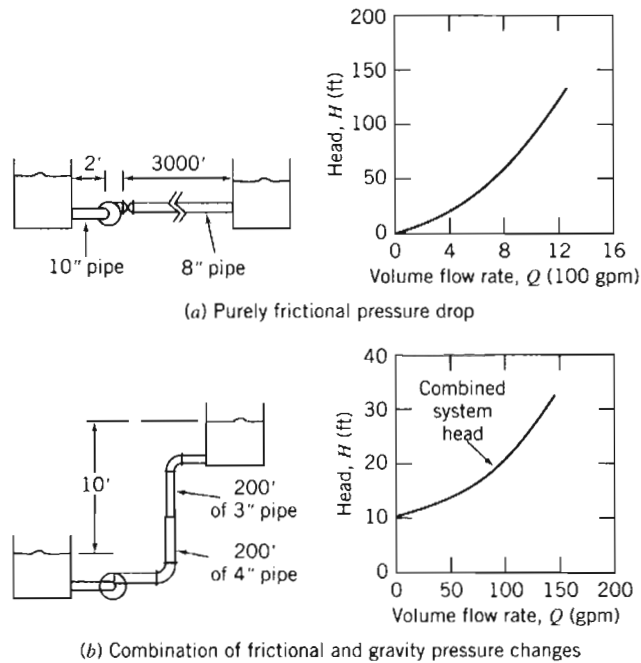 2'
3000'
10" pipe
8" pipe
Head, H (ft)
200
150
100
50
0
0 4 8 12 16
Volume flow rate, Q (100 gpm)
(a) Purely frictional pressure drop
10'
200'
of 3" pipe
200'
of 4" pipe
Head, H (ft)
40
30
20
10
0
Combined
system
head
0 50 100 150 200
Volume flow rate, Q (gpm)
(b) Combination of frictional and gravity pressure changes